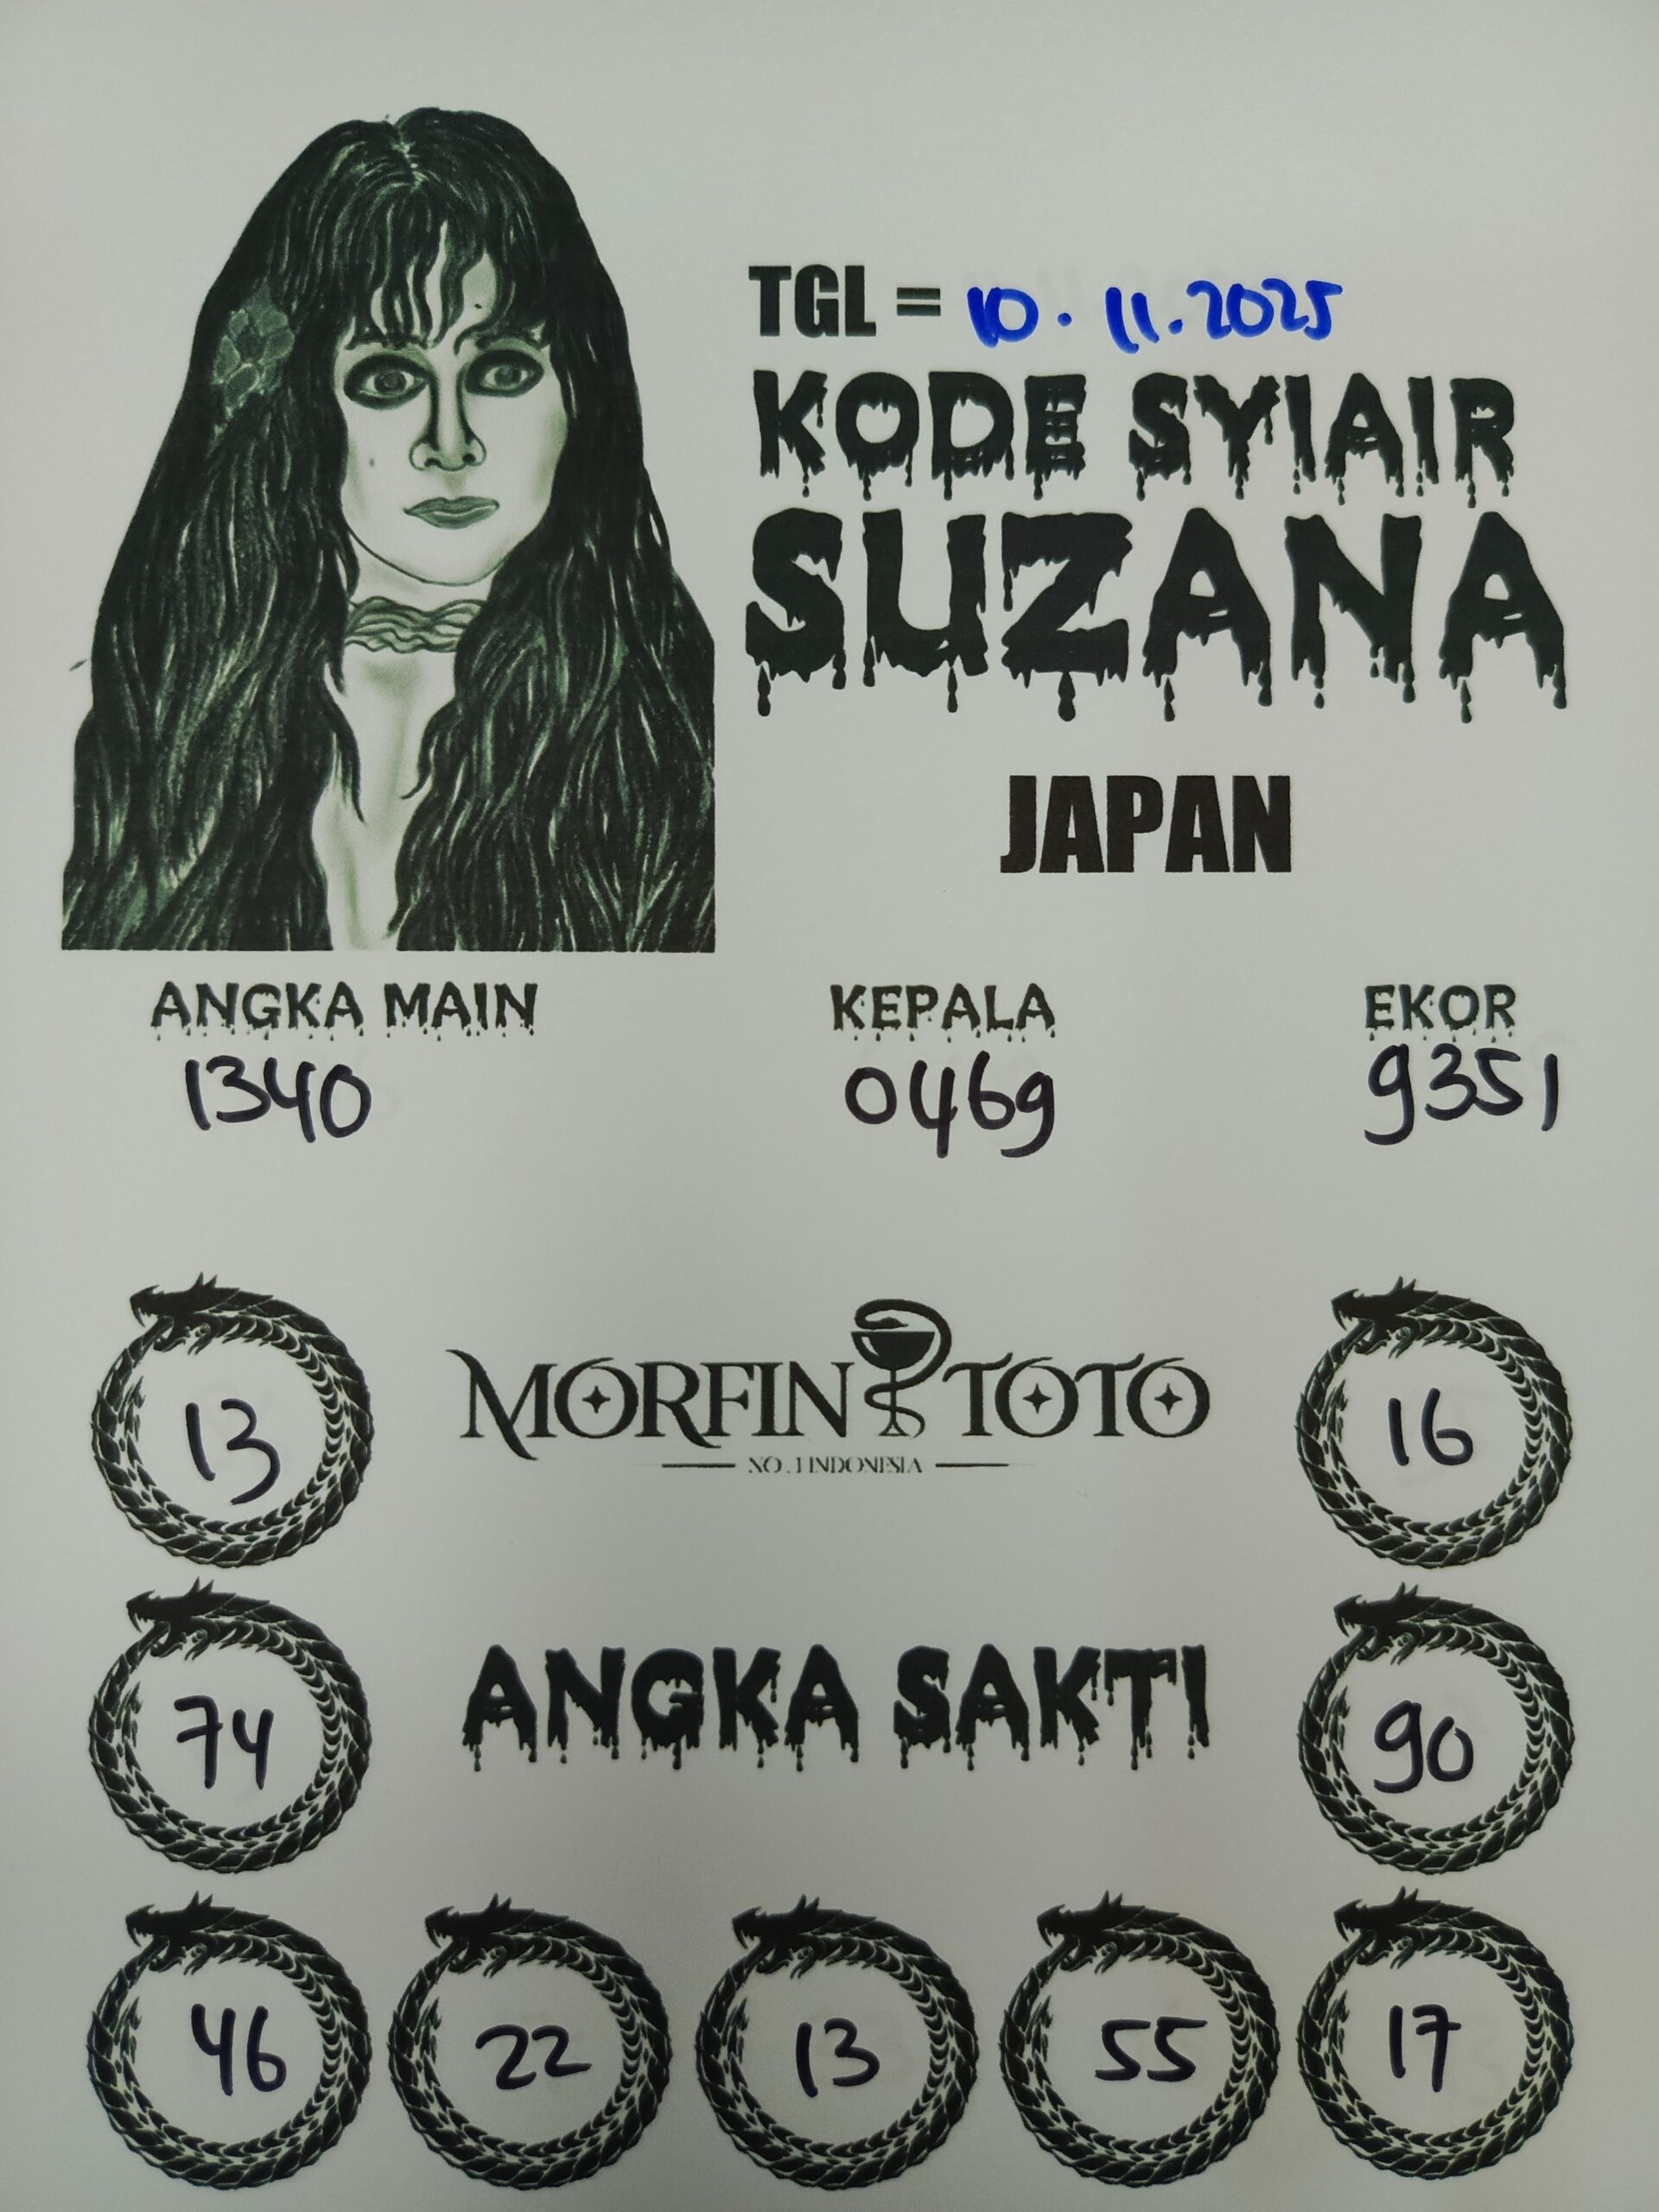 TGL = 10.11.2025
KODE SYIAIR
SUZANA
JAPAN
ANGKA MAIN KEPALA EKOR
1340 0469 9351
13 MORFIN TOTO 16
NO.1 INDONESIA
74 ANGKA SAKTI 90
46 22 13 55 17